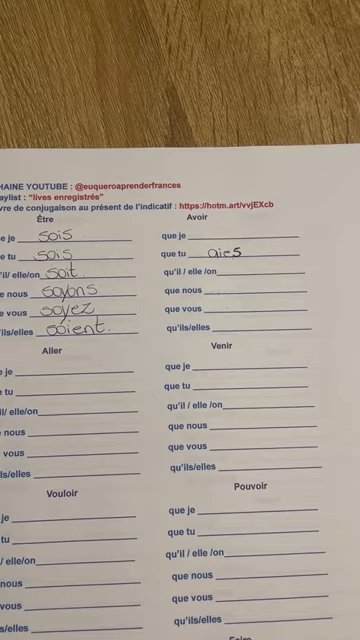 HAINE YOUTUBE : @euqueroaprenderfrances
aylist : "lives enregistrés"
vre de conjugaison au présent de l'indicatif : https://hotm.art/vvjEXcb
Être Avoir
e je sois que je
e tu sois que tu aies
'il/ elle/on soit que qu'il / elle /on
e nous soyons que nous
e vous soyez que vous
ils/elles soient. qu'ils/elles
Aller Venir
e je que je
e tu que tu
il/ elle/on qu'il / elle /on
nous que nous
vous que vous
ls/elles qu'ils/elles
Vouloir Pouvoir
je que je
tu que tu
/ elle/on qu'il / elle /on
nous que nous
vous que vous
s/elles qu'ils/elles
Faire